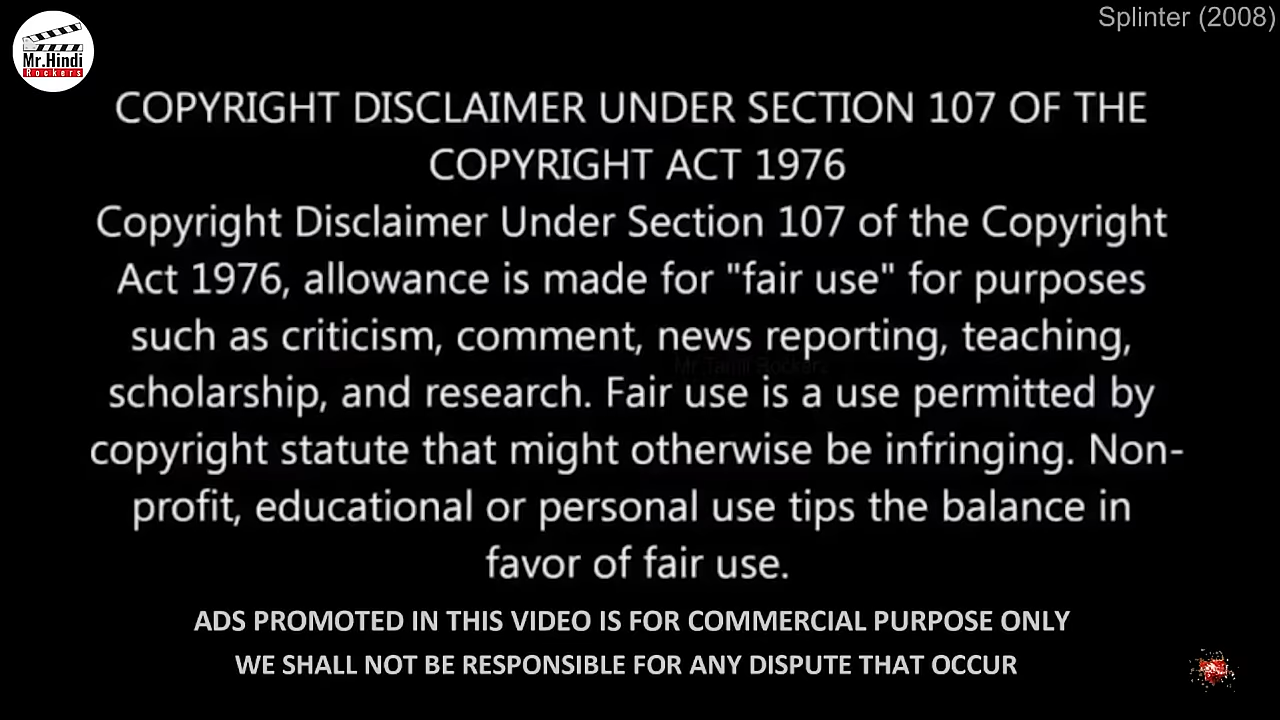 Splinter (2008)
Mr.Hindi
Rockers
COPYRIGHT DISCLAIMER UNDER SECTION 107 OF THE
COPYRIGHT ACT 1976
Copyright Disclaimer Under Section 107 of the Copyright
Act 1976, allowance is made for "fair use" for purposes
such as criticism, comment, news reporting, teaching,
Mr.Tamil Rockerz
scholarship, and research. Fair use is a use permitted by
copyright statute that might otherwise be infringing. Non-
profit, educational or personal use tips the balance in
favor of fair use.
ADS PROMOTED IN THIS VIDEO IS FOR COMMERCIAL PURPOSE ONLY
WE SHALL NOT BE RESPONSIBLE FOR ANY DISPUTE THAT OCCUR